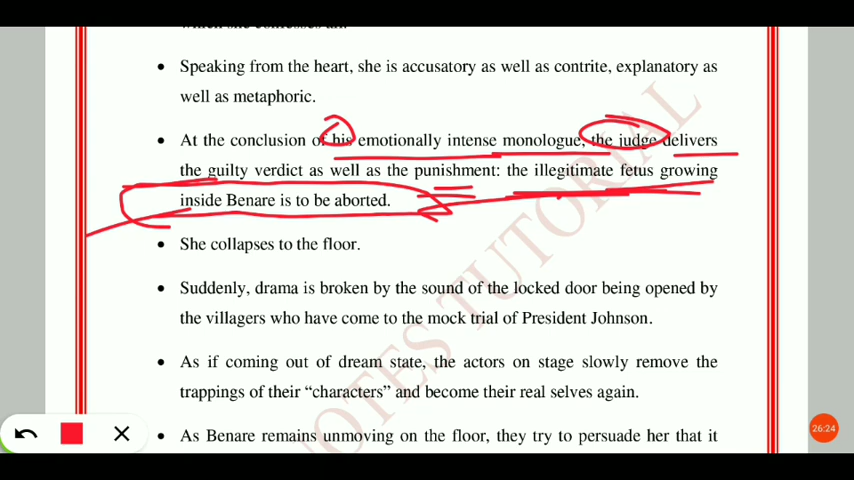 • Speaking from the heart, she is accusatory as well as contrite, explanatory as
well as metaphoric.
• At the conclusion of his emotionally intense monologue, the judge delivers
the guilty verdict as well as the punishment: the illegitimate fetus growing
inside Benare is to be aborted.
• She collapses to the floor.
• Suddenly, drama is broken by the sound of the locked door being opened by
the villagers who have come to the mock trial of President Johnson.
• As if coming out of dream state, the actors on stage slowly remove the
trappings of their “characters” and become their real selves again.
• As Benare remains unmoving on the floor, they try to persuade her that it
OTES TUTORIAL
26:24